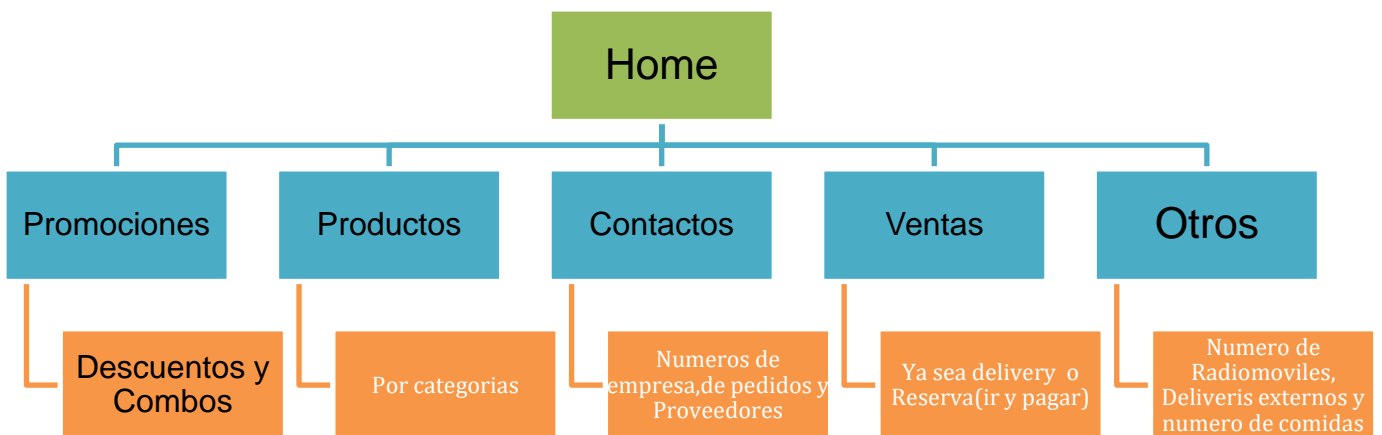 Home
Promociones
Productos
Contactos
Ventas
Otros
Descuentos y
Combos
Por categorias
Numeros de
empresa,de pedidos y
Proveedores
Ya sea delivery o
Reserva(ir y pagar)
Numero de
Radiomoviles,
Deliveris externos y
numero de comidas